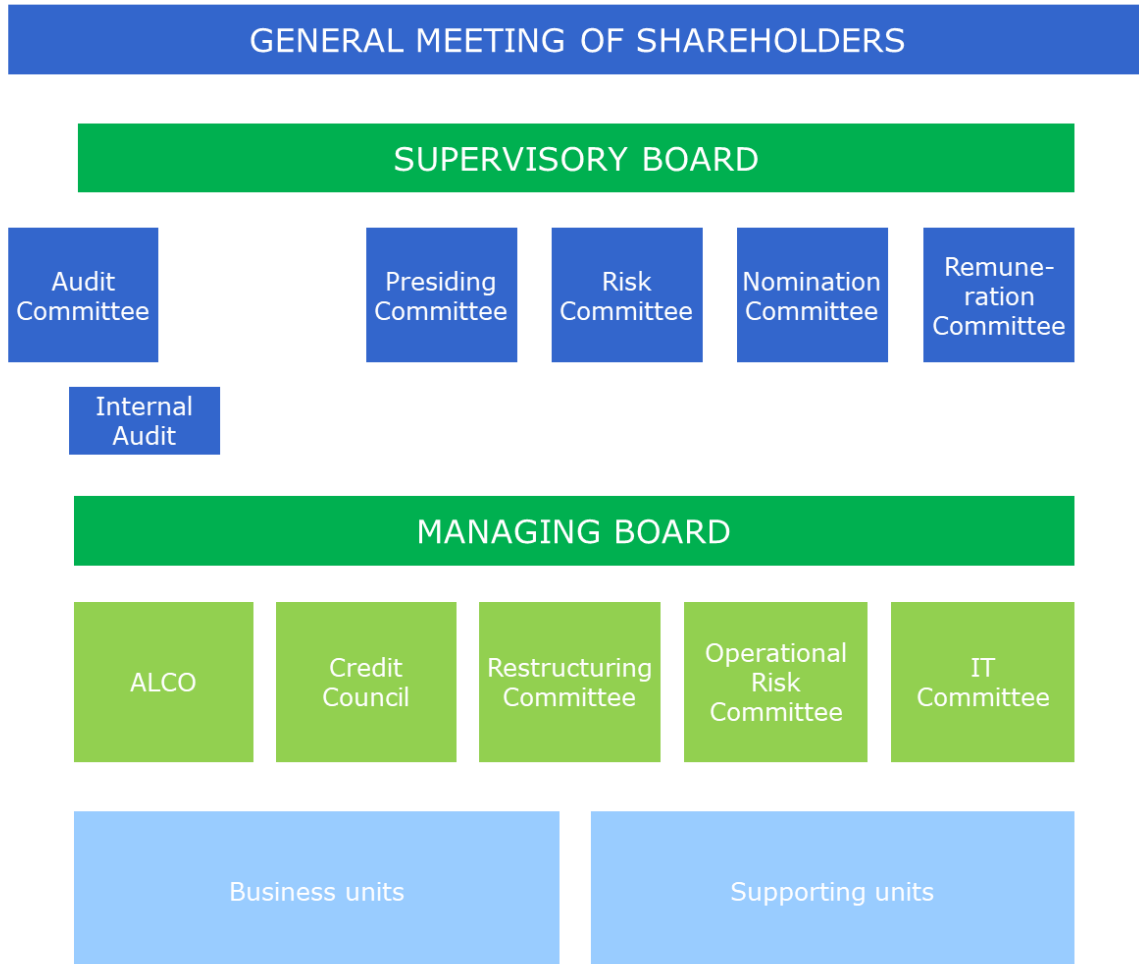 GENERAL MEETING OF SHAREHOLDERS
SUPERVISORY BOARD
Audit
Committee
Presiding
Committee
Risk
Committee
Nomination
Committee
Remune-
ration
Committee
Internal
Audit
MANAGING BOARD
ALCO
Credit
Council
Restructuring
Committee
Operational
Risk
Committee
IT
Committee
Business units
Supporting units